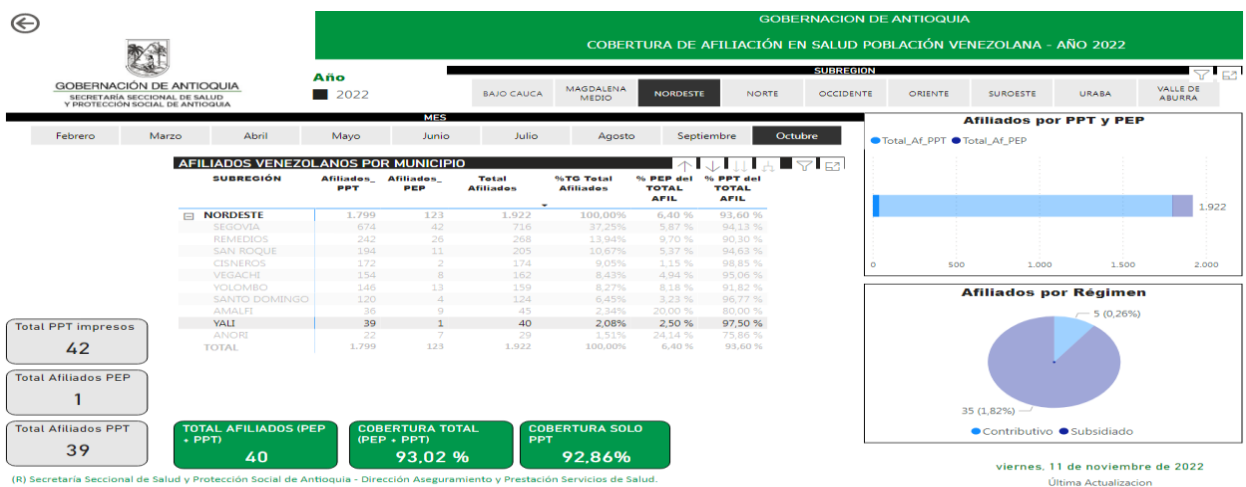 GOBERNACION DE ANTIOQUIA
COBERTURA DE AFILIACIÓN EN SALUD POBLACIÓN VENEZOLANA - AÑO 2022
GOBERNACIÓN DE ANTIOQUIA
SECRETARÍA SECCIONAL DE SALUD
Y PROTECCIÓN SOCIAL DE ANTIOQUIA
Año
2022
SUBREGION
BAJO CAUCA
MAGDALENA
MEDIO
NORDESTE
NORTE
OCCIDENTE
ORIENTE
SUROESTE
URABA
VALLE DE
ABURRA
MES
Febrero Marzo Abril Mayo Junio Julio Agosto Septiembre Octubre
AFILIADOS VENEZOLANOS POR MUNICIPIO
SUBREGIÓN Afiliados_ Afiliados_ Total %TG Total % PEP del % PPT del
PPT PEP Afiliados Afiliados TOTAL TOTAL
AFIL AFIL
NORDESTE 1.799 123 1.922 100,00% 6,40 % 93,60 %
SEGOVIA 674 42 716 37,25% 5,87 % 94,13 %
REMEDIOS 242 26 268 13,94% 9,70 % 90,30 %
SAN ROQUE 194 11 205 10,67% 5,37 % 94,63 %
CISNEROS 172 2 174 9,05% 1,15 % 98,85 %
VEGACHI 154 8 162 8,43% 4,94 % 95,06 %
YOLOMBO 146 13 159 8,27% 8,18 % 91,82 %
SANTO DOMINGO 120 4 124 6,45% 3,23 % 96,77 %
AMALFI 36 9 45 2,34% 20,00 % 80,00 %
YALI 39 1 40 2,08% 2,50 % 97,50 %
ANORI 22 7 29 1,51% 24,14 % 75,86 %
TOTAL 1.799 123 1.922 100,00% 6,40 % 93,60 %
Afiliados por PPT y PEP
Total_Af_PPT Total_Af_PEP
1.922
0 500 1.000 1.500 2.000
Afiliados por Régimen
5 (0,26%)
35 (1,82%)
Contributivo Subsidiado
Total PPT impresos
42
Total Afiliados PEP
1
Total Afiliados PPT
39
TOTAL AFILIADOS (PEP
+ PPT)
40
COBERTURA TOTAL
(PEP + PPT)
93,02 %
COBERTURA SOLO
PPT
92,86%
viernes, 11 de noviembre de 2022
Última Actualizacion
(R) Secretaría Seccional de Salud y Protección Social de Antioquia - Dirección Aseguramiento y Prestación Servicios de Salud.